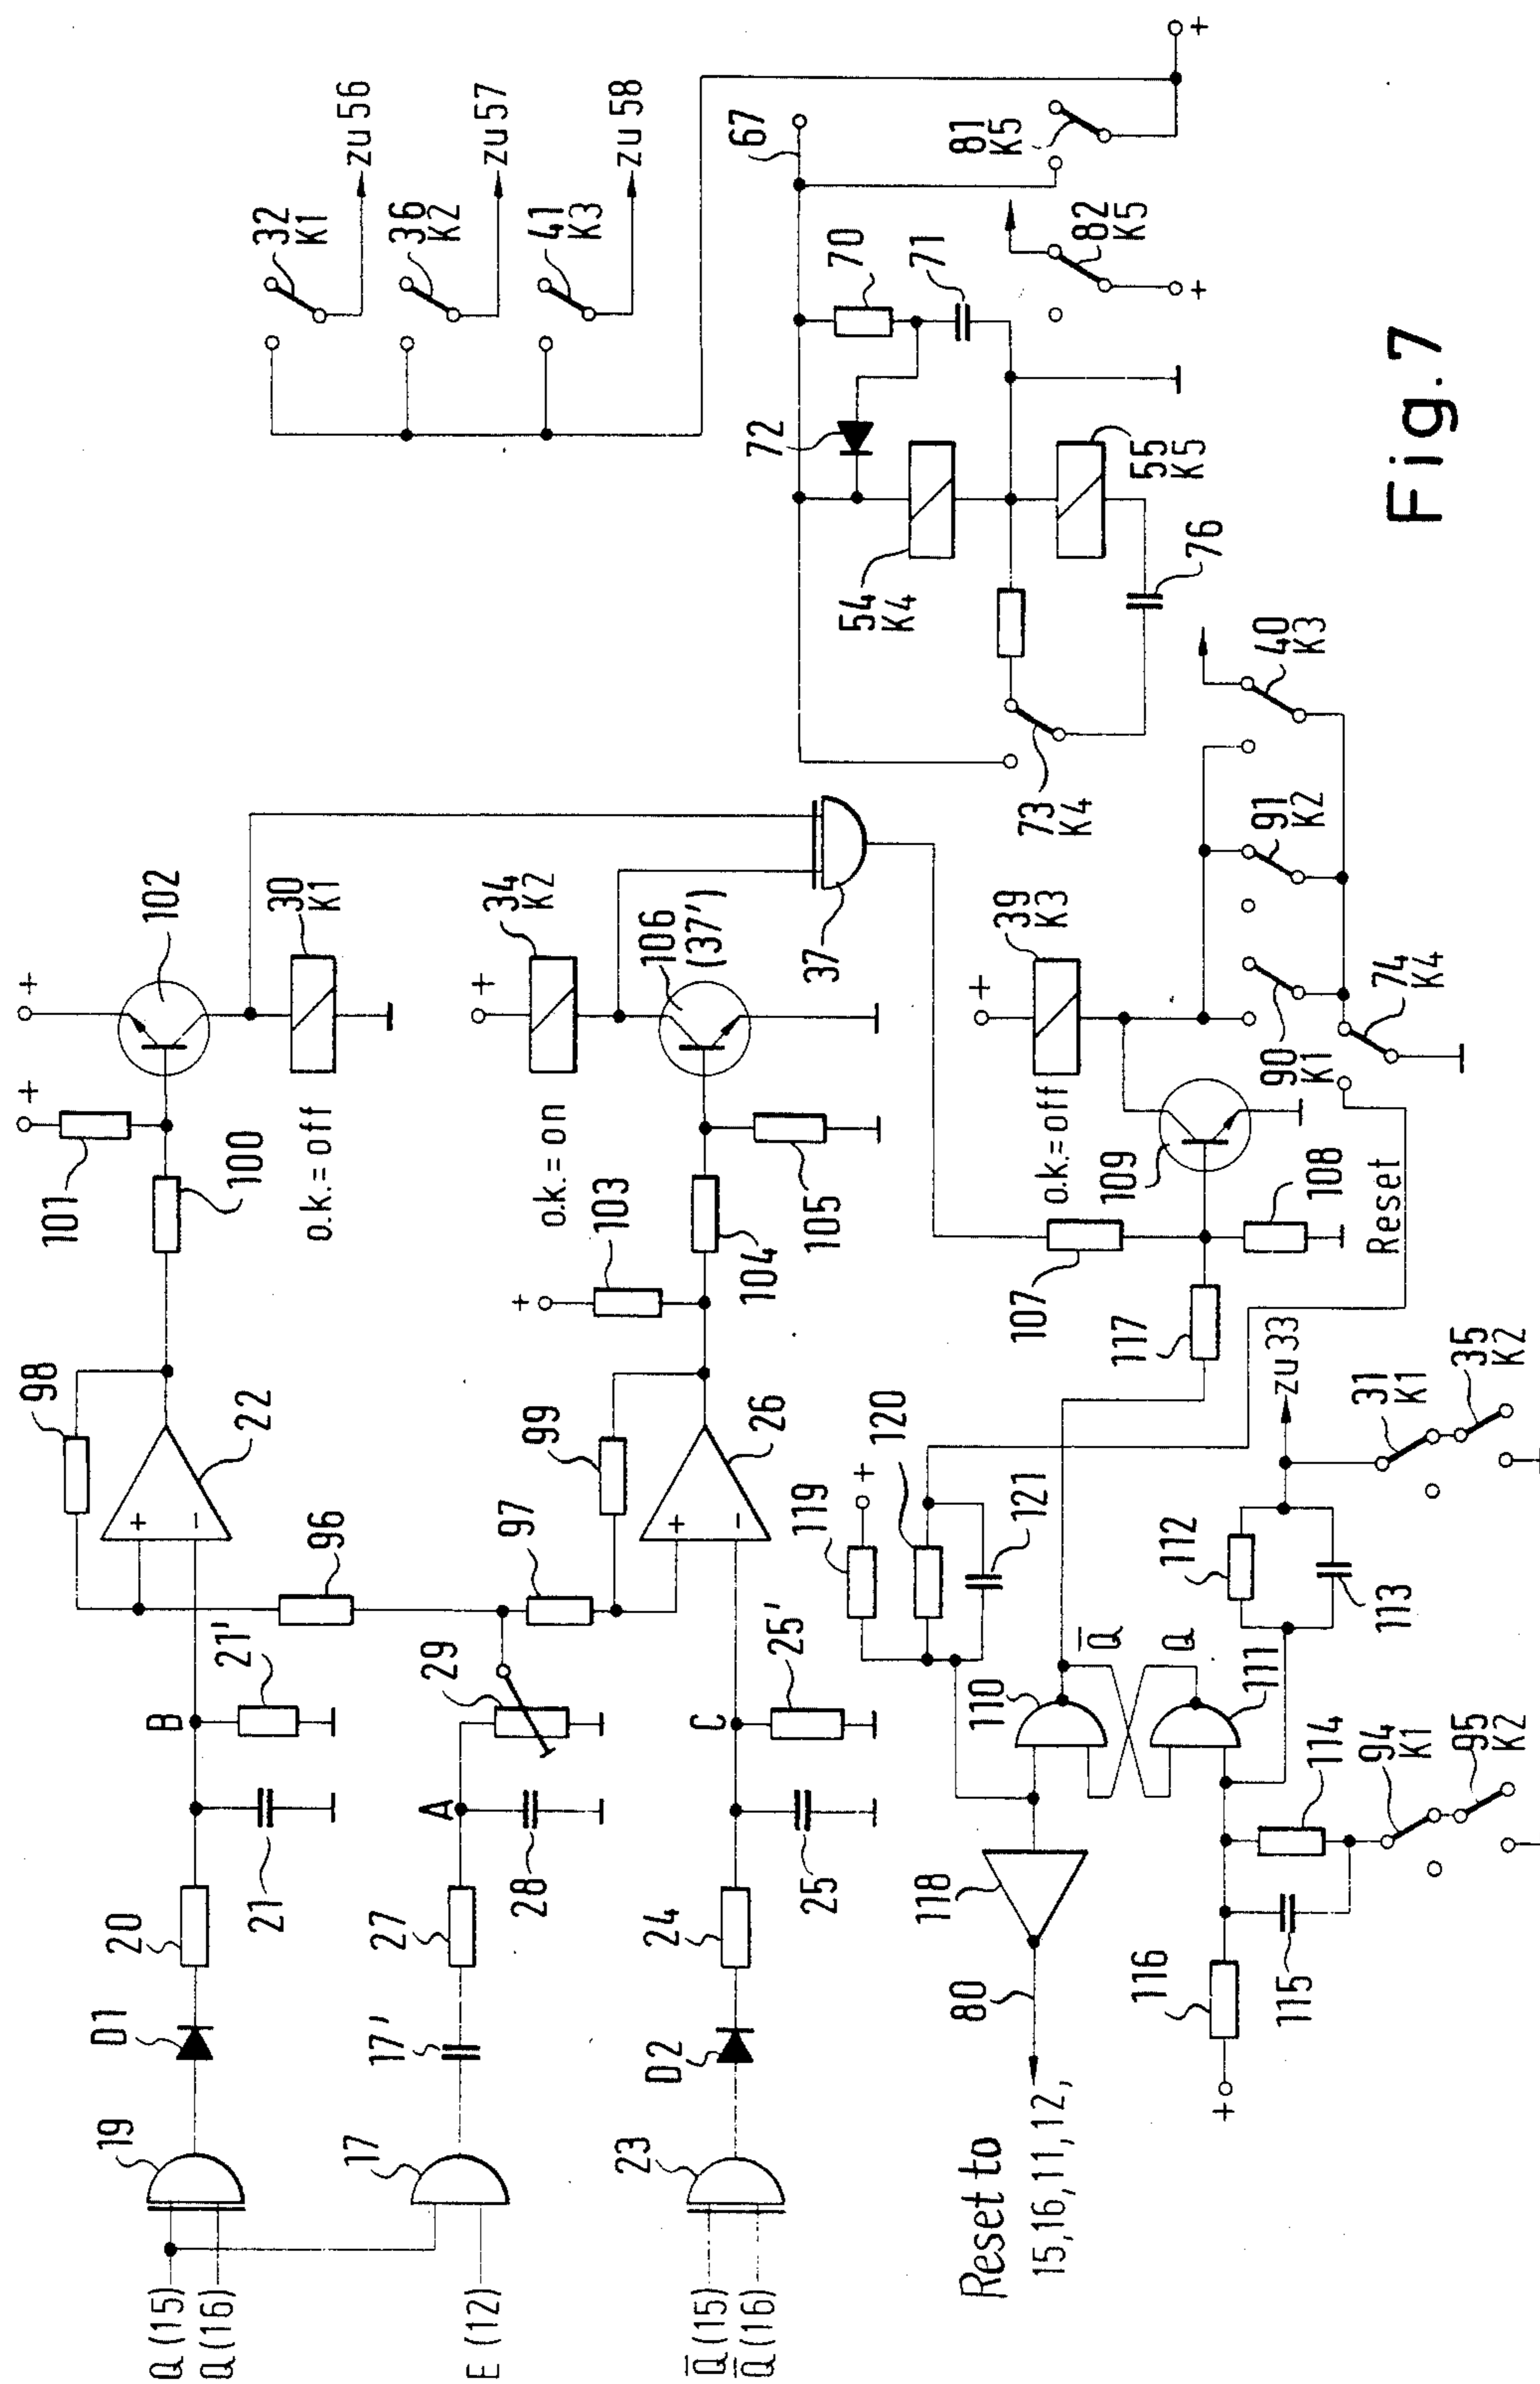 Q (15)
Q (16)
E (12)
Q̅ (15)
Q̅ (16)
19
D1
20
21
B
21'
98
+
-
22
96
101
+
100
+
102
30
K1
o.k.= off
17
17'
27
A
28
29
97
99
+
-
26
103
+
104
105
o.k.= on
+
34
K2
106
(37')
37
23
D2
24
25
C
25'
32
K1
zu 56
36
K2
zu 57
41
K3
zu 58
+
67
70
71
72
54
K4
55
K5
73
K4
76
81
K5
82
K5
+
Reset to
15,16,11,12,
80
118
110
Q̅
Q
111
119
+
120
121
117
107
108
109
o.k.= off
+
39
K3
90
K1
91
K2
40
K3
74
K4
Reset
+
116
115
114
94
K1
95
K2
112
113
zu 33
31
K1
35
K2
Fig.7